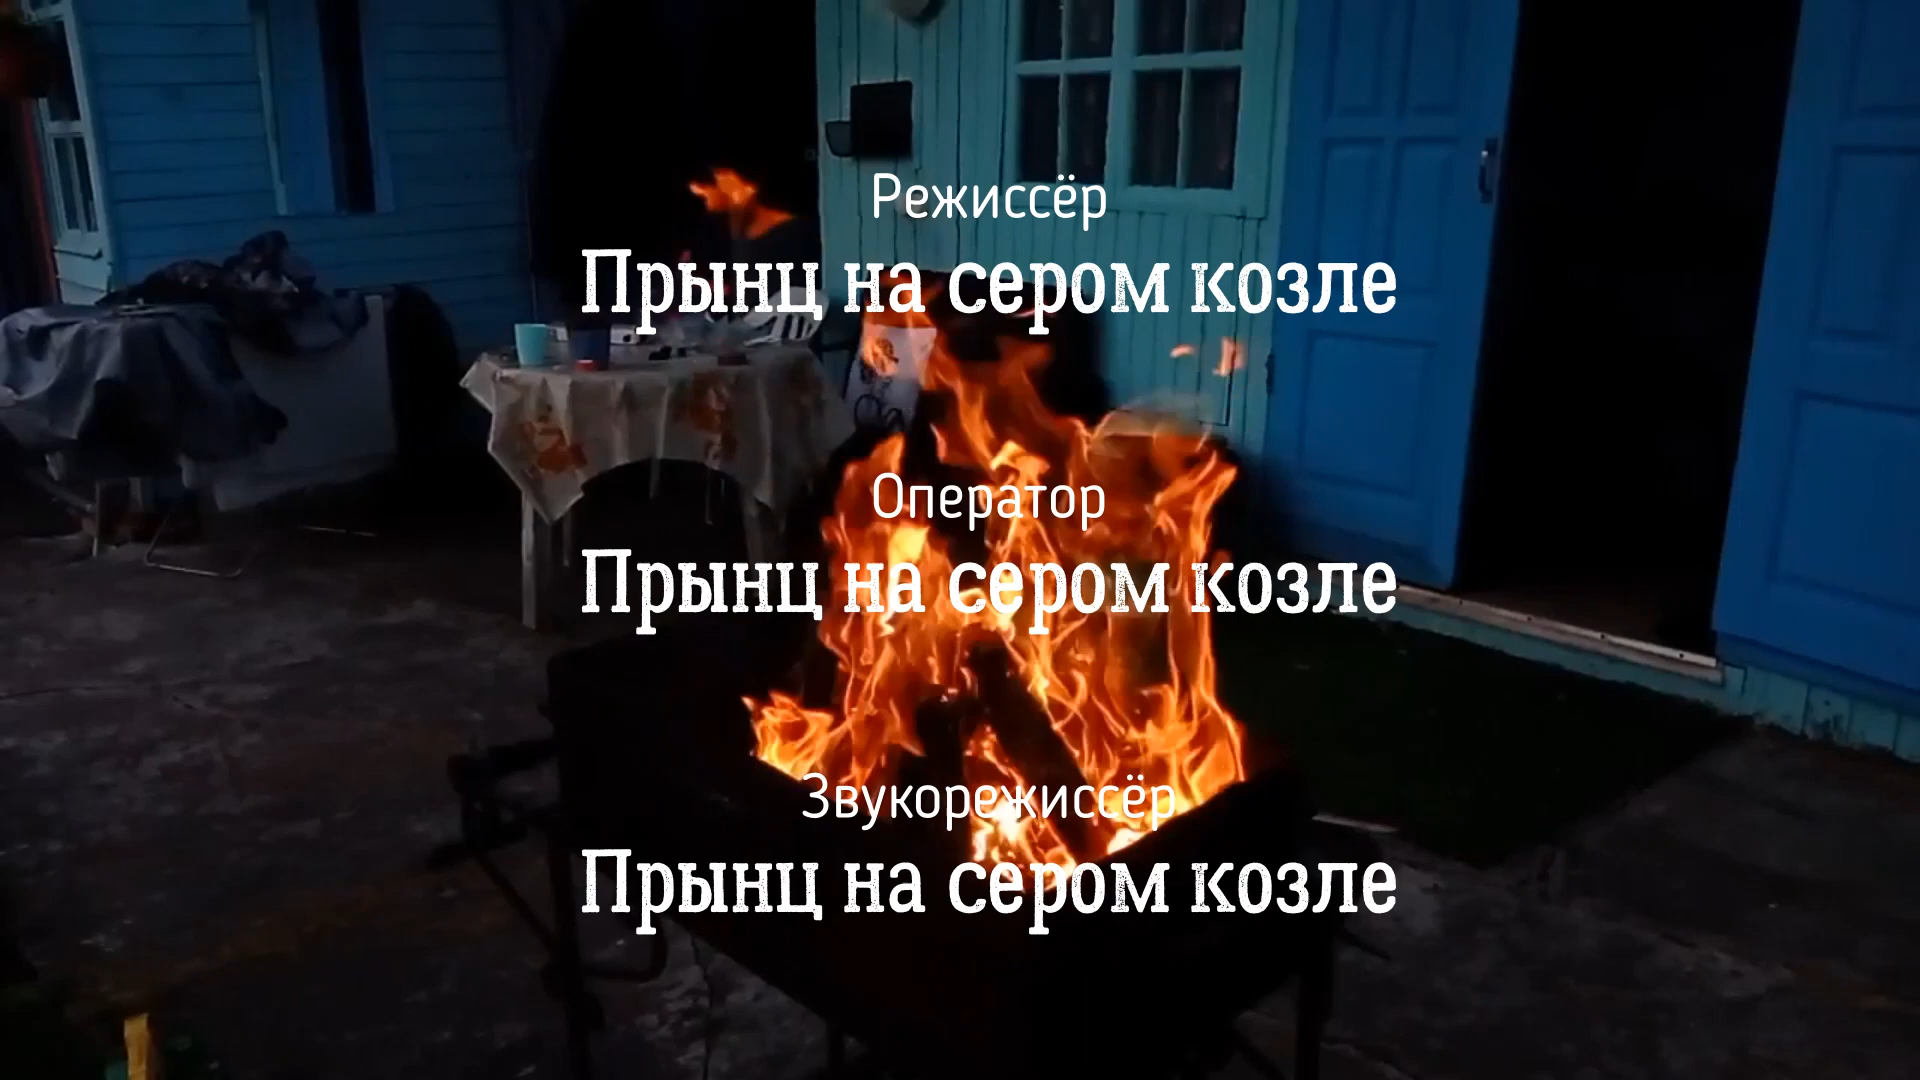 Режиссёр
Прынц на сером козле
Оператор
Прынц на сером козле
Звукорежиссёр
Прынц на сером козле